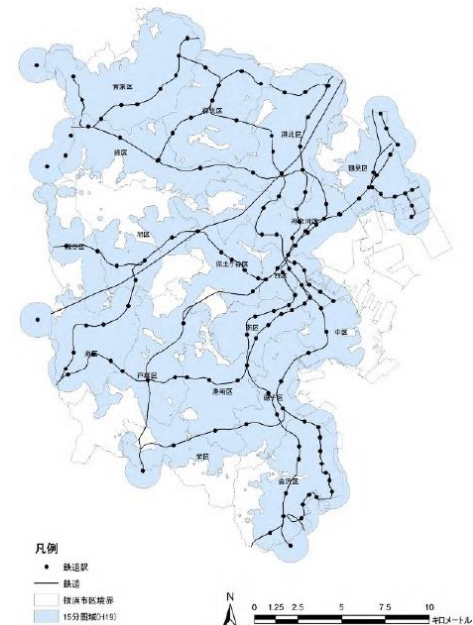 青葉区
都筑区
港北区
緑区
鶴見区
神奈川区
旭区
瀬谷区
保土ケ谷区
西区
中区
南区
泉区
戸塚区
港南区
磯子区
栄区
金沢区
凡例
鉄道駅
鉄道
横浜市区境界
15分圏域(H19)
N
0 1.25 2.5 5 7.5 10
キロメートル